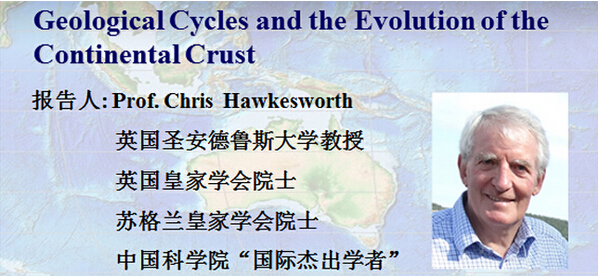 Geological Cycles and the Evolution of the
Continental Crust
报告人: Prof. Chris Hawkesworth
英国圣安德鲁斯大学教授
英国皇家学会院士
苏格兰皇家学会院士
中国科学院“国际杰出学者”